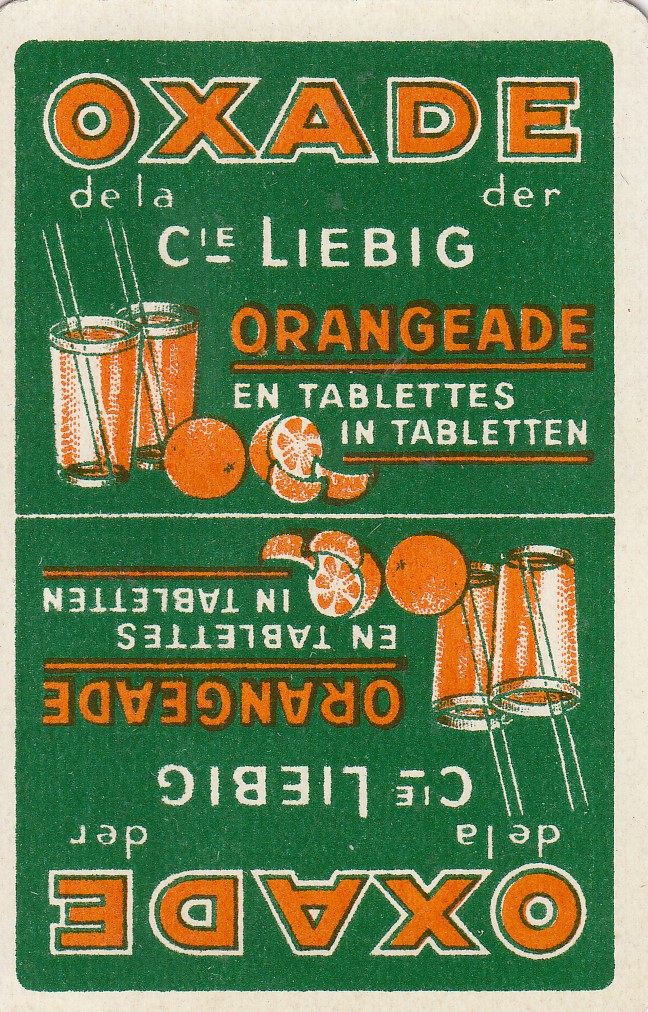 OXADE
de la der
CIE LIEBIG
ORANGEADE
EN TABLETTES
IN TABLETTEN
OXADE
de la der
CIE LIEBIG
ORANGEADE
EN TABLETTES
IN TABLETTEN